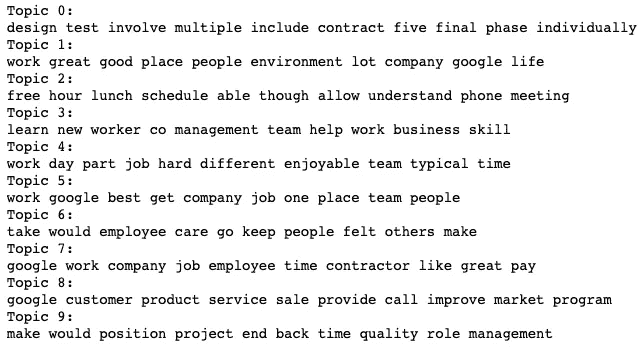 Topic 0:
design test involve multiple include contract five final phase individually
Topic 1:
work great good place people environment lot company google life
Topic 2:
free hour lunch schedule able though allow understand phone meeting
Topic 3:
learn new worker co management team help work business skill
Topic 4:
work day part job hard different enjoyable team typical time
Topic 5:
work google best get company job one place team people
Topic 6:
take would employee care go keep people felt others make
Topic 7:
google work company job employee time contractor like great pay
Topic 8:
google customer product service sale provide call improve market program
Topic 9:
make would position project end back time quality role management